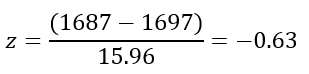 z = (1687 − 1697) / 15.96 = −0.63